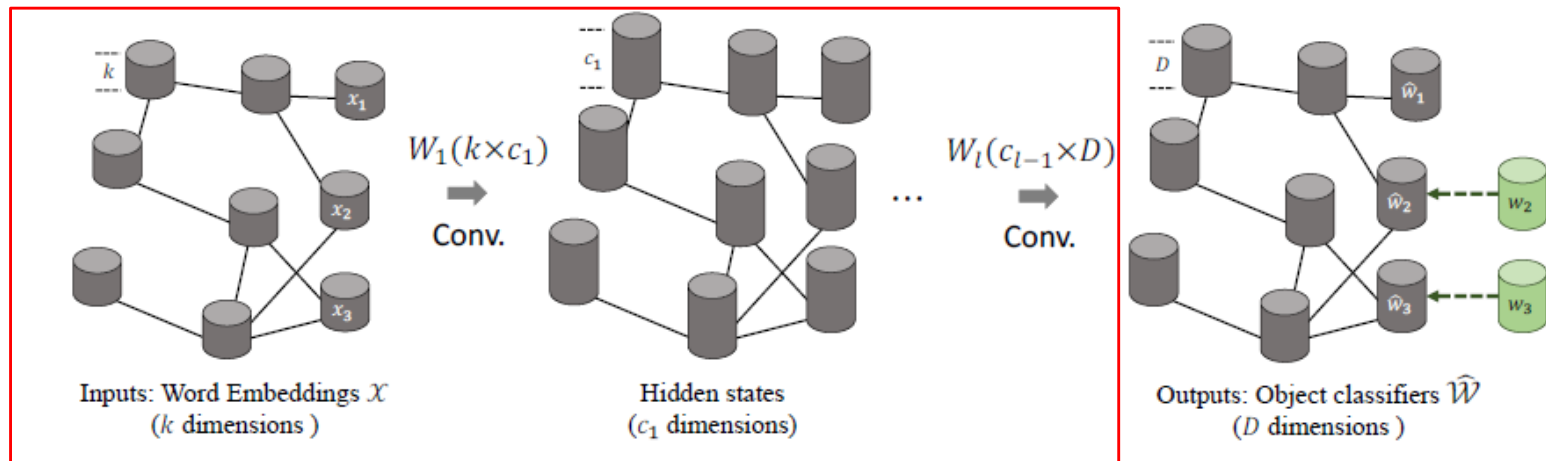 k
x₁
x₂
x₃
Inputs: Word Embeddings 𝒳
(k dimensions )
W₁(k×c₁)
Conv.
c₁
Hidden states
(c₁ dimensions)
...
Wₗ(cₗ₋₁×D)
Conv.
D
ŵ₁
ŵ₂
ŵ₃
w₂
w₃
Outputs: Object classifiers 𝒲̂
(D dimensions )